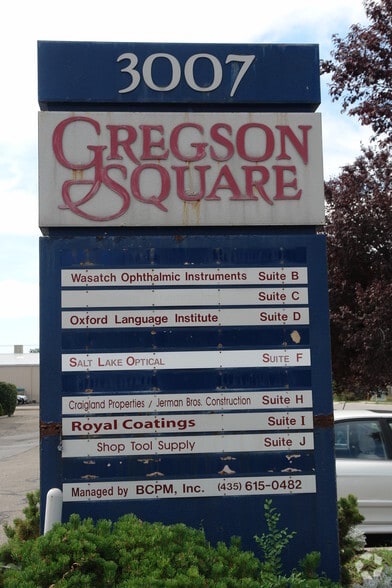 3007
GREGSON
SQUARE
Wasatch Ophthalmic Instruments Suite B
Suite C
Oxford Language Institute Suite D
SALT LAKE OPTICAL SUITE F
Craigland Properties / Jerman Bros. Construction Suite H
Royal Coatings Suite I
Shop Tool Supply Suite J
Managed by BCPM, Inc. (435) 615-0482